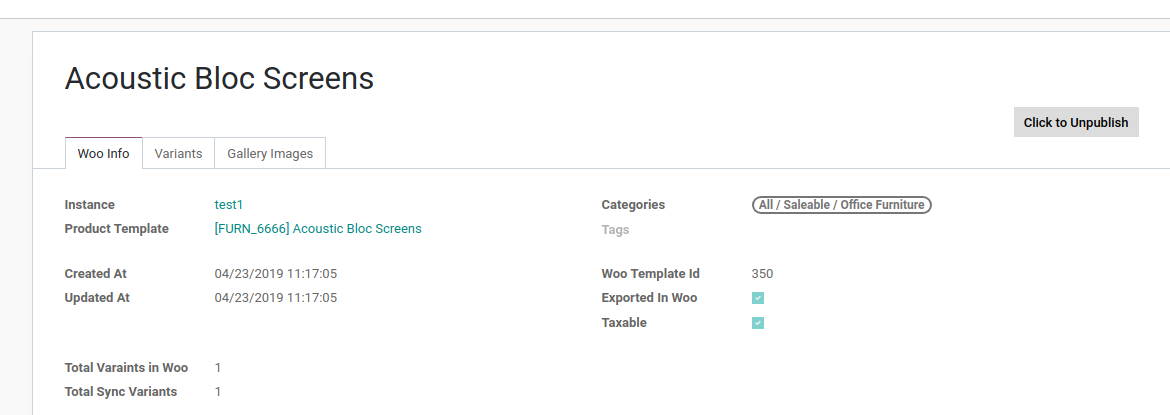 Acoustic Bloc Screens
Click to Unpublish
Woo Info Variants Gallery Images
Instance test1 Categories All / Saleable / Office Furniture
Product Template [FURN_6666] Acoustic Bloc Screens Tags
Created At 04/23/2019 11:17:05 Woo Template Id 350
Updated At 04/23/2019 11:17:05 Exported In Woo
Taxable
Total Varaints in Woo 1
Total Sync Variants 1